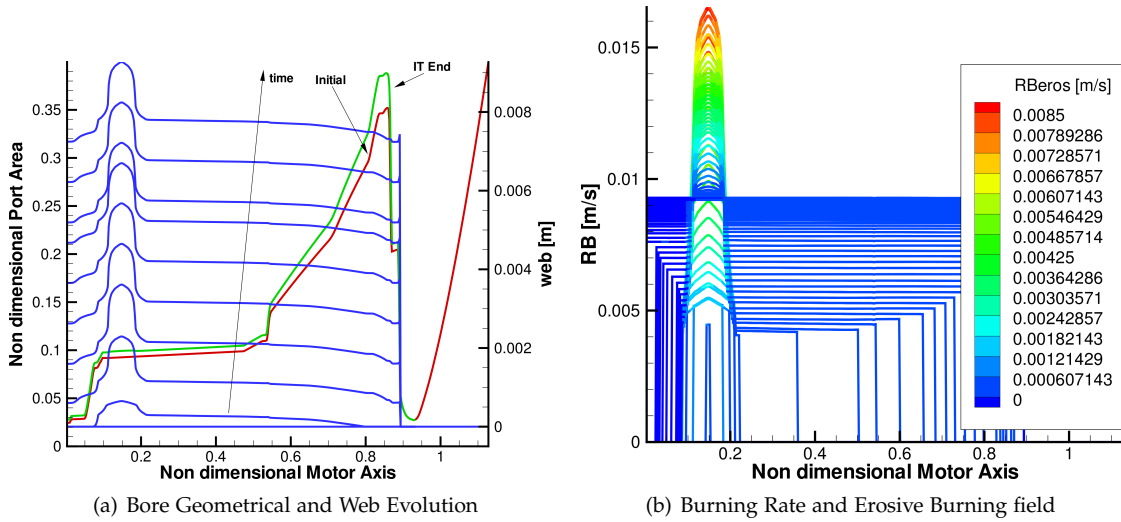 Non dimensional Port Area
0.35
0.3
0.25
0.2
0.15
0.1
0.05
0
time
Initial
IT End
0.008
0.006
0.004
0.002
0
web [m]
0.2 0.4 0.6 0.8 1
Non dimensional Motor Axis
(a) Bore Geometrical and Web Evolution
RB [m/s]
0.015
0.01
0.005
0
0.2 0.4 0.6 0.8 1
Non dimensional Motor Axis
RBeros [m/s]
0.0085
0.00789286
0.00728571
0.00667857
0.00607143
0.00546429
0.00485714
0.00425
0.00364286
0.00303571
0.00242857
0.00182143
0.00121429
0.000607143
0
(b) Burning Rate and Erosive Burning field